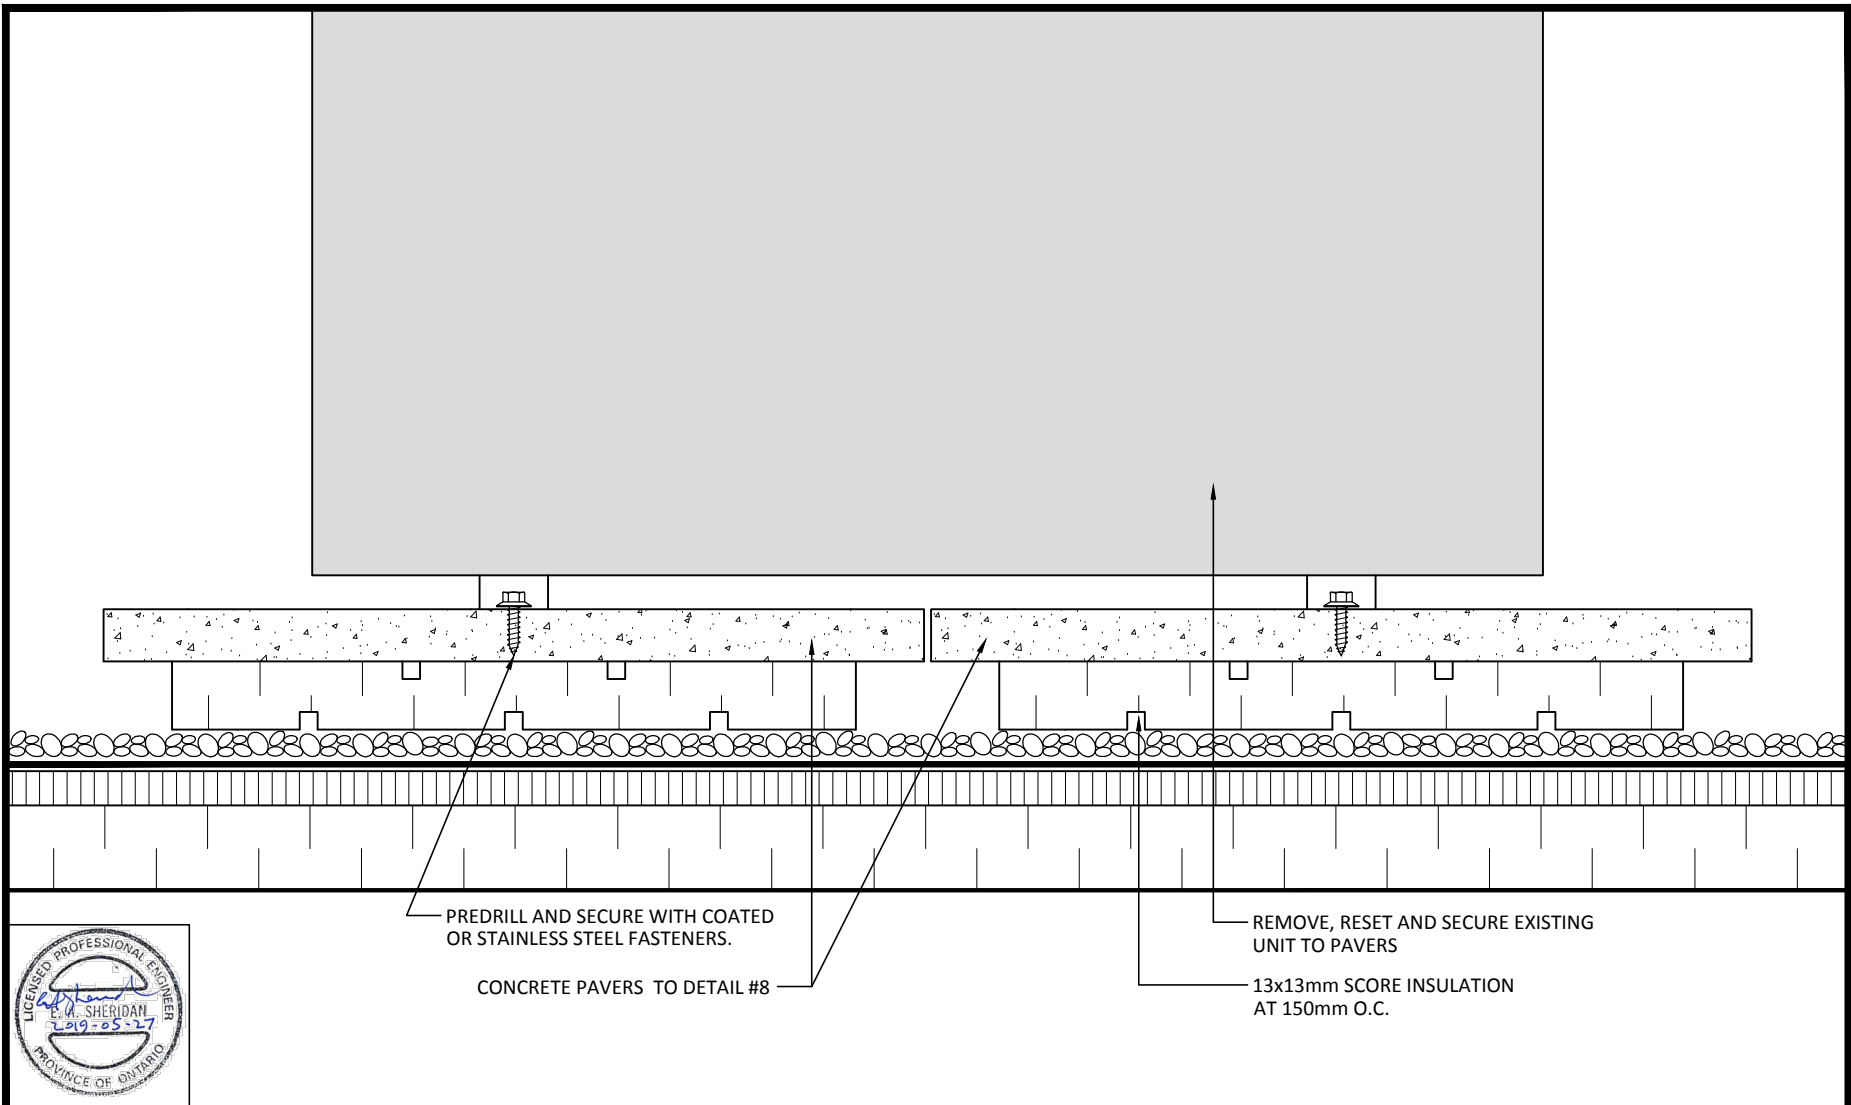 PREDRILL AND SECURE WITH COATED
OR STAINLESS STEEL FASTENERS.
CONCRETE PAVERS TO DETAIL #8
REMOVE, RESET AND SECURE EXISTING
UNIT TO PAVERS
13x13mm SCORE INSULATION
AT 150mm O.C.
LICENSED PROFESSIONAL ENGINEER
E. A. SHERIDAN
2019-05-27
PROVINCE OF ONTARIO